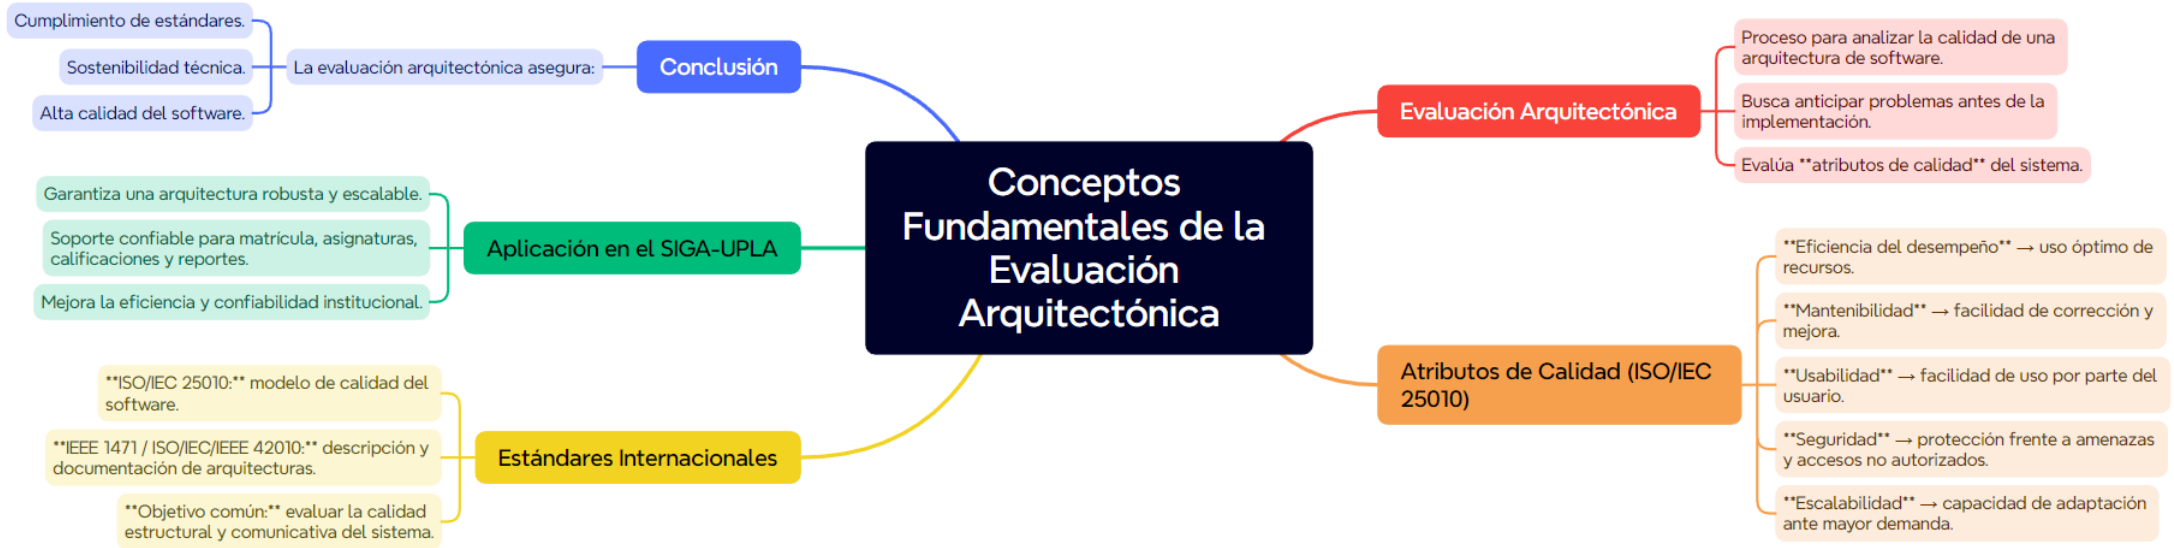 Conceptos
Fundamentales de la
Evaluación
Arquitectónica
Evaluación Arquitectónica
Proceso para analizar la calidad de una
arquitectura de software.
Busca anticipar problemas antes de la
implementación.
Evalúa **atributos de calidad** del sistema.
Atributos de Calidad (ISO/IEC
25010)
**Eficiencia del desempeño** → uso óptimo de
recursos.
**Mantenibilidad** → facilidad de corrección y
mejora.
**Usabilidad** → facilidad de uso por parte del
usuario.
**Seguridad** → protección frente a amenazas
y accesos no autorizados.
**Escalabilidad** → capacidad de adaptación
ante mayor demanda.
Estándares Internacionales
**ISO/IEC 25010:** modelo de calidad del
software.
**IEEE 1471 / ISO/IEC/IEEE 42010:** descripción y
documentación de arquitecturas.
**Objetivo común:** evaluar la calidad
estructural y comunicativa del sistema.
Aplicación en el SIGA-UPLA
Garantiza una arquitectura robusta y escalable.
Soporte confiable para matrícula, asignaturas,
calificaciones y reportes.
Mejora la eficiencia y confiabilidad institucional.
Conclusión
La evaluación arquitectónica asegura:
Cumplimiento de estándares.
Sostenibilidad técnica.
Alta calidad del software.